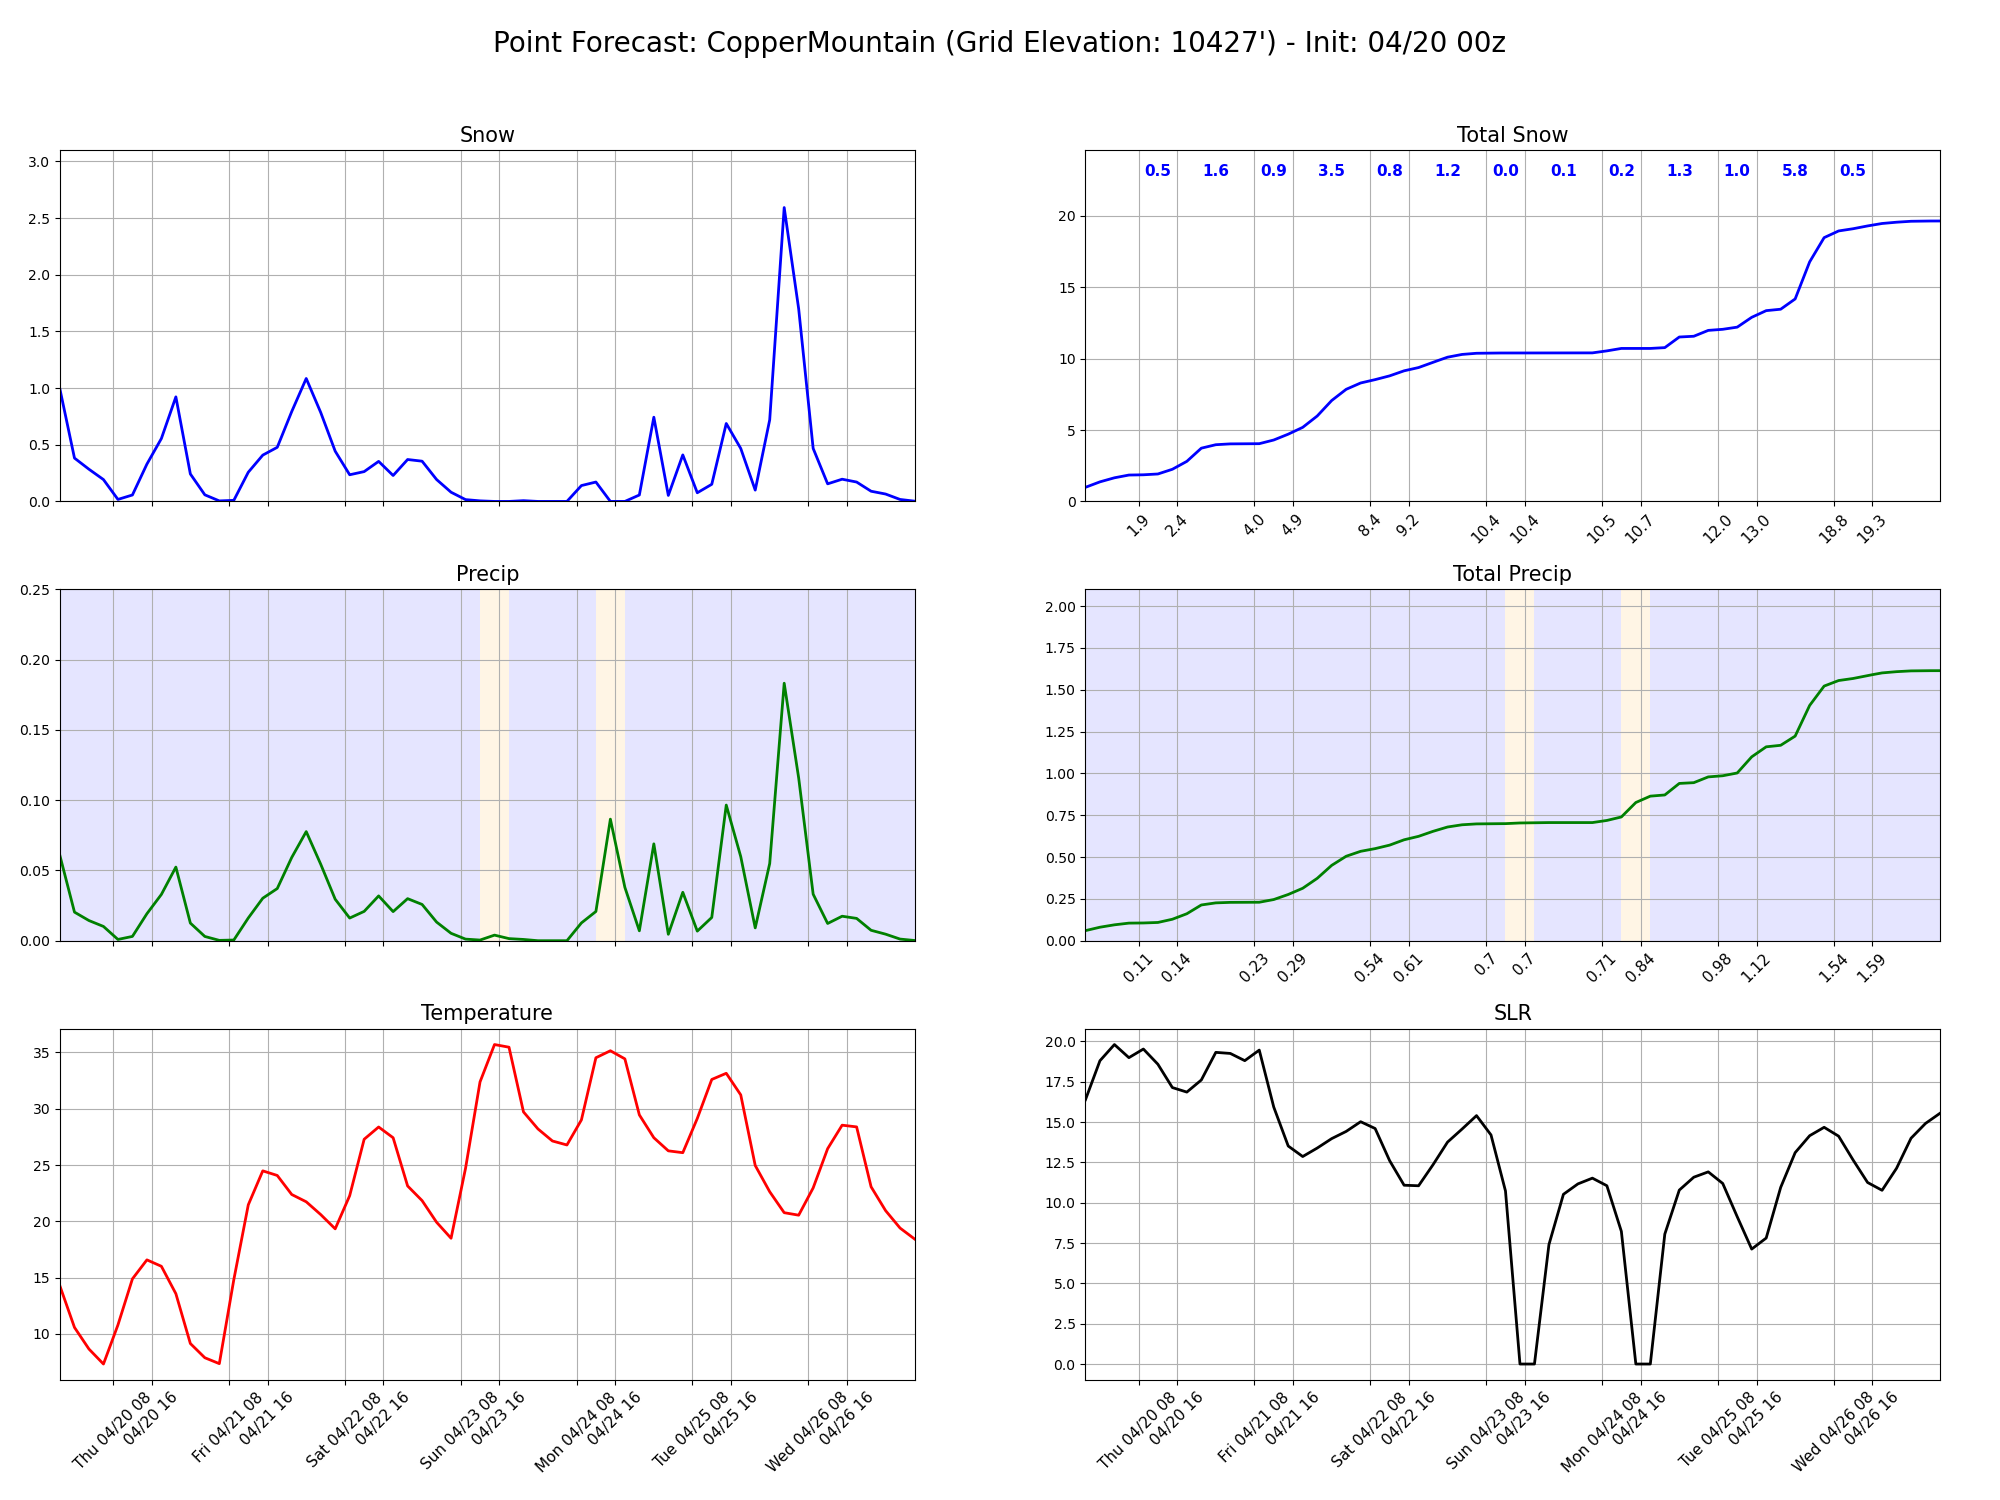 Point Forecast: CopperMountain (Grid Elevation: 10427') - Init: 04/20 00z
Snow
3.0
2.5
2.0
1.5
1.0
0.5
0.0
Total Snow
0.5 1.6 0.9 3.5 0.8 1.2 0.0 0.1 0.2 1.3 1.0 5.8 0.5
20
15
10
5
0
1.9 2.4 4.0 4.9 8.4 9.2 10.4 10.4 10.5 10.7 12.0 13.0 18.8 19.3
Precip
0.25
0.20
0.15
0.10
0.05
0.00
Total Precip
2.00
1.75
1.50
1.25
1.00
0.75
0.50
0.25
0.00
0.11 0.14 0.23 0.29 0.54 0.61 0.7 0.7 0.71 0.84 0.98 1.12 1.54 1.59
Temperature
35
30
25
20
15
10
Thu 04/20 08
04/20 16
Fri 04/21 08
04/21 16
Sat 04/22 08
04/22 16
Sun 04/23 08
04/23 16
Mon 04/24 08
04/24 16
Tue 04/25 08
04/25 16
Wed 04/26 08
04/26 16
SLR
20.0
17.5
15.0
12.5
10.0
7.5
5.0
2.5
0.0
Thu 04/20 08
04/20 16
Fri 04/21 08
04/21 16
Sat 04/22 08
04/22 16
Sun 04/23 08
04/23 16
Mon 04/24 08
04/24 16
Tue 04/25 08
04/25 16
Wed 04/26 08
04/26 16